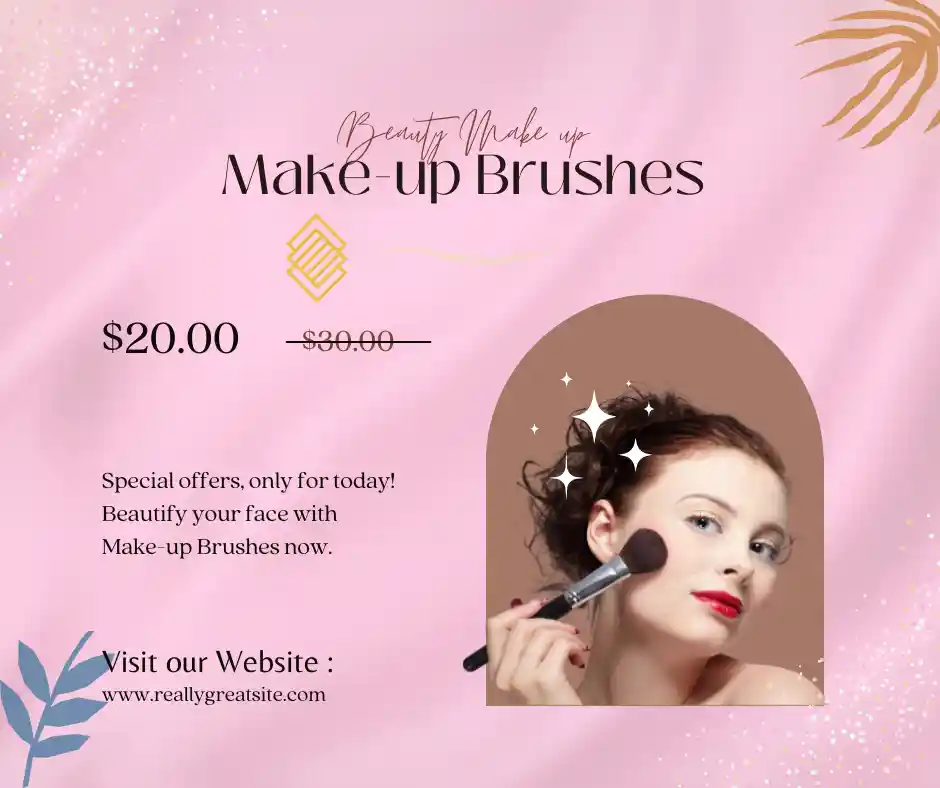 Beauty Make up
Make-up Brushes
$20.00 $30.00
Special offers, only for today!
Beautify your face with
Make-up Brushes now.
Visit our Website :
www.reallygreatsite.com